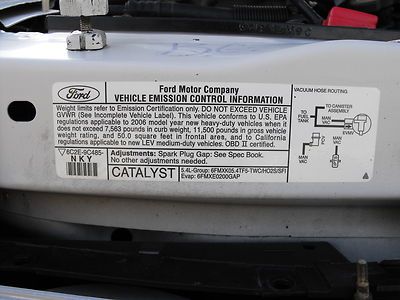 Ford
Ford Motor Company
VEHICLE EMISSION CONTROL INFORMATION
Weight limits refer to Emission Certification only, DO NOT EXCEED VEHICLE
GVWR (See Incomplete Vehicle Label). This vehicle conforms to U.S. EPA
regulations applicable to 2006 model year new heavy-duty vehicles when it
does not exceed 7,563 pounds in curb weight, 11,500 pounds in gross vehicle
weight rating, and 50.0 square feet in frontal area and to California
regulations applicable to new LEV medium-duty vehicles. OBD II certified.
6C2E-9C485-
NKY
Adjustments: Spark Plug Gap: See Spec Book.
No other adjustments needed.
CATALYST
5.4L-Group: 6FMXK05.4TF5-TWC/HO2S/SFI
Evap: 6FMXE0200GAP
VACUUM HOSE ROUTING
TO CANISTER
ASSEMBLY
TO
FUEL
TANK
MAN
VAC
EVMV
MAN
VAC